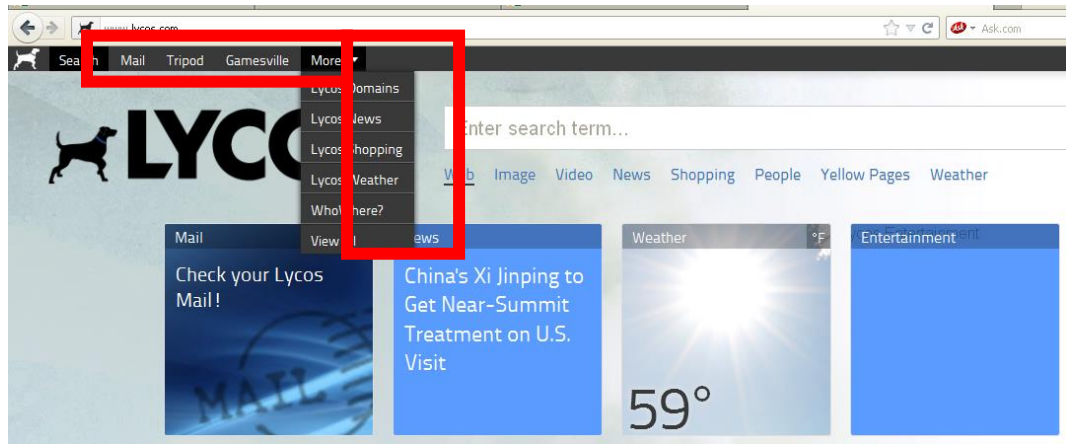 www.lycos.com
Ask.com
Search Mail Tripod Gamesville More
Lycos Domains
Lycos News
Lycos Shopping
Lycos Weather
WhoWhere?
View
LYCO
Enter search term...
Web Image Video News Shopping People Yellow Pages Weather
Mail
Check your Lycos
Mail!
MAIL
News
China's Xi Jinping to
Get Near-Summit
Treatment on U.S.
Visit
Weather °F
59°
Entertainment